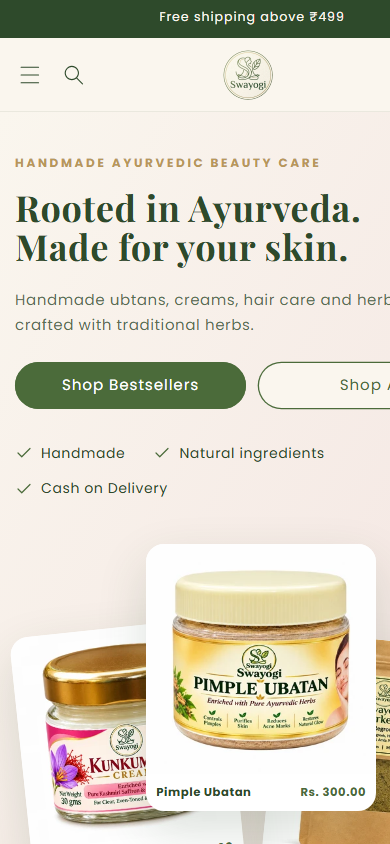 Free shipping above ₹499
Swayogi
HANDMADE AYURVEDIC BEAUTY CARE
Rooted in Ayurveda.
Made for your skin.
Handmade ubtans, creams, hair care and herb
crafted with traditional herbs.
Shop Bestsellers
Shop A
Handmade
Natural ingredients
Cash on Delivery
Swayogi
PIMPLE UBATAN
Enriched with Pure Ayurvedic Herbs
Controls
Pimples
Purifies
Skin
Reduces
Acne Marks
Restores
Natural Glow
Swayogi
KUNKUM
CREA
Enriched w
Pure Kashmiri Saffron
Net Weight
30 gms
For Clear, Even-Toned
Pimple Ubatan
Rs. 300.00